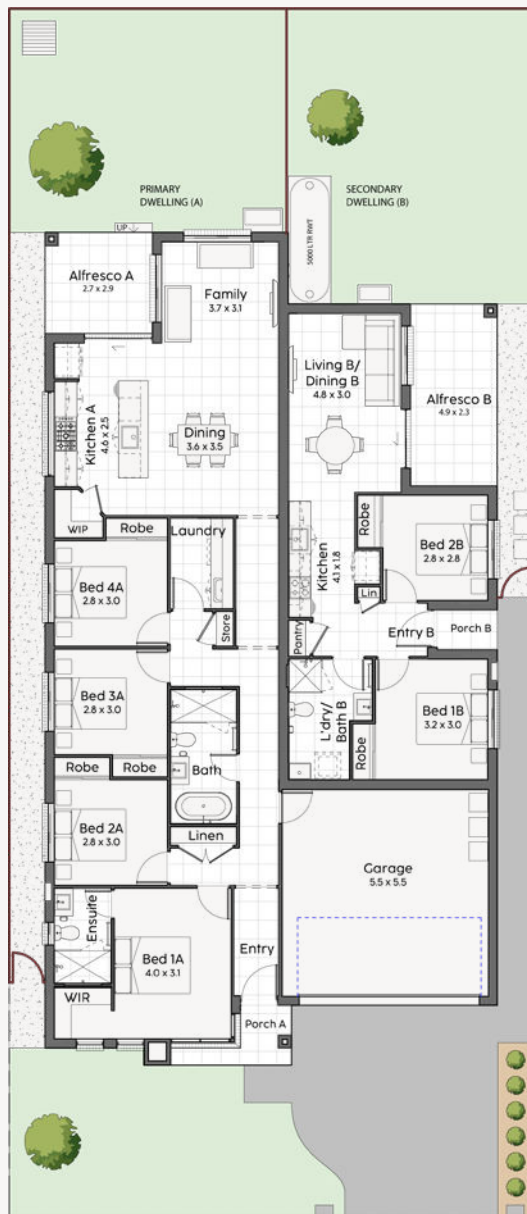 PRIMARY
DWELLING (A)
SECONDARY
DWELLING (B)
5000 LTR RWT
UP
Alfresco A
2.7 x 2.9
Family
3.7 x 3.1
Living B/
Dining B
4.8 x 3.0
Alfresco B
4.9 x 2.3
Kitchen A
4.6 x 2.5
Dining
3.6 x 3.5
WIP
Robe
Laundry
Kitchen
4.1 x 1.8
Robe
Bed 2B
2.8 x 2.8
Bed 4A
2.8 x 3.0
Store
Lin
Pantry
Entry B
Porch B
Bed 3A
2.8 x 3.0
L'dry/
Bath B
Bed 1B
3.2 x 3.0
Robe
Robe
Robe
Bath
Bed 2A
2.8 x 3.0
Linen
Garage
5.5 x 5.5
Ensuite
Bed 1A
4.0 x 3.1
Entry
WIR
Porch A